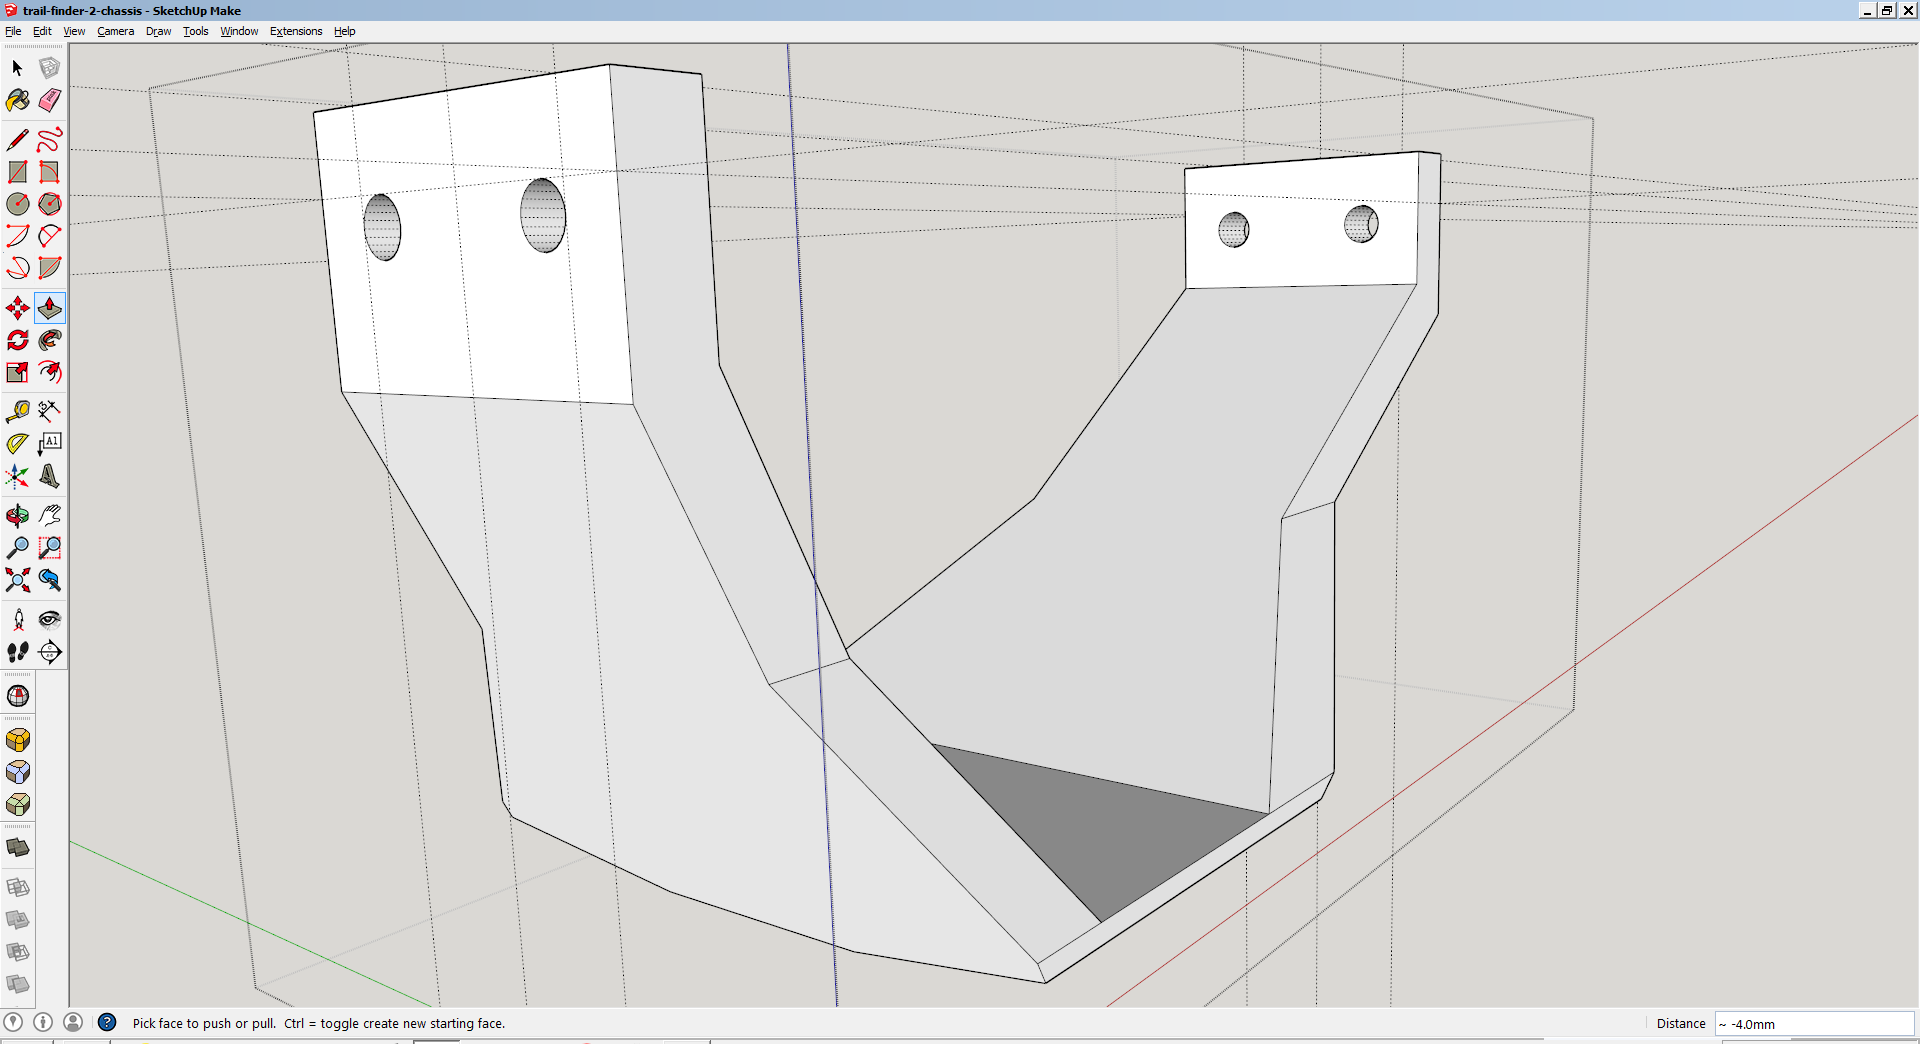 trail-finder-2-chassis - SketchUp Make
File Edit View Camera Draw Tools Window Extensions Help
A1
Pick face to push or pull. Ctrl = toggle create new starting face.
Distance ~ -4.0mm